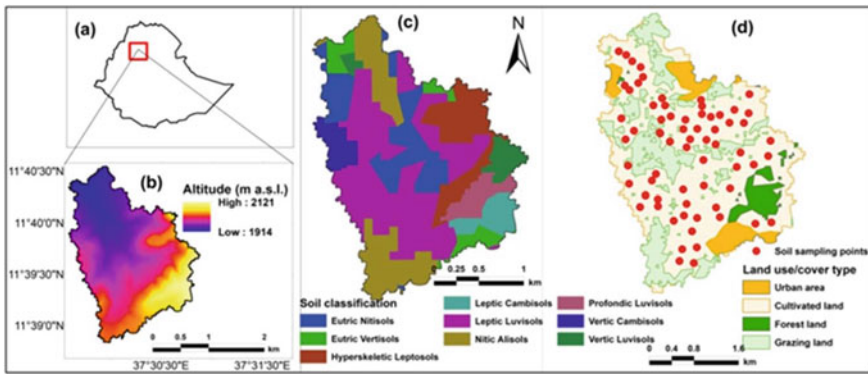 (a)
(b)
Altitude (m a.s.l.)
High : 2121
Low : 1914
11°40'30"N
11°40'0"N
11°39'30"N
11°39'0"N
0 0.5 1 2
km
37°30'30"E 37°31'30"E
(c)
N
0 0.25 0.5 1
km
Soil classification
Eutric Nitisols
Eutric Vertisols
Hyperskeletic Leptosols
Leptic Cambisols
Leptic Luvisols
Nitic Alisols
Profondic Luvisols
Vertic Cambisols
Vertic Luvisols
(d)
Soil sampling points
Land use/cover type
Urban area
Cultivated land
Forest land
Grazing land
0 0.4 0.8 1.6
km